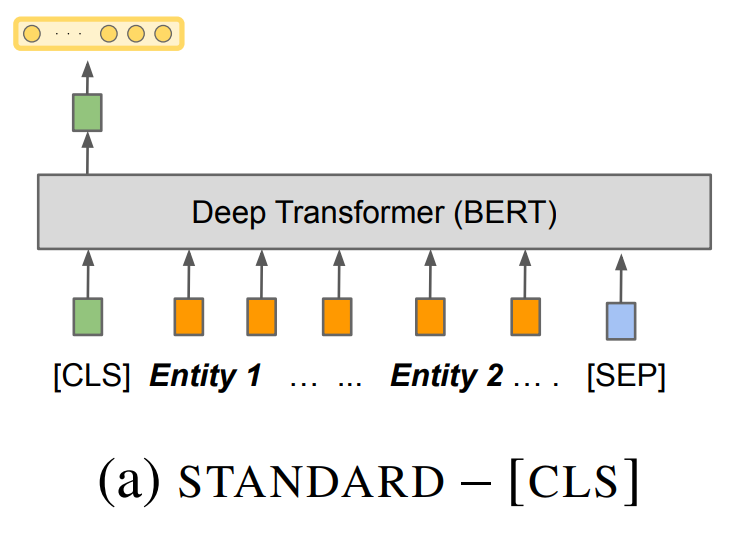 . . .
Deep Transformer (BERT)
[CLS] Entity 1 ... ... Entity 2 ... . [SEP]
(a) STANDARD – [CLS]